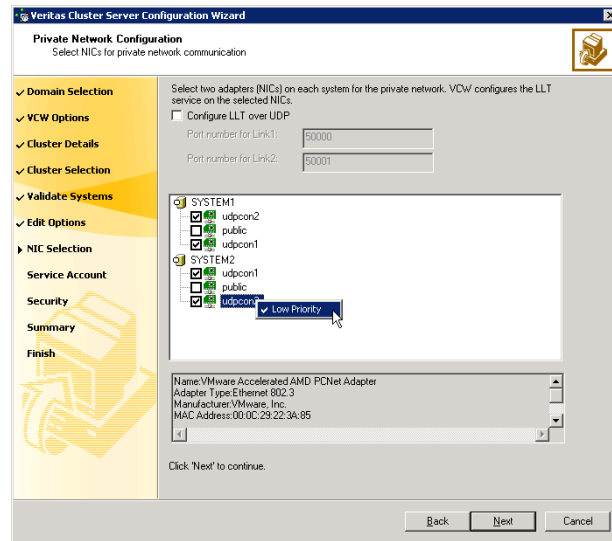 Veritas Cluster Server Configuration Wizard
Private Network Configuration
Select NICs for private network communication
Domain Selection
VCW Options
Cluster Details
Cluster Selection
Validate Systems
Edit Options
NIC Selection
Service Account
Security
Summary
Finish
Select two adapters (NICs) on each system for the private network. VCW configures the LLT
service on the selected NICs.
Configure LLT over UDP
Port number for Link1:
50000
Port number for Link2:
50001
SYSTEM1
udpcon2
public
udpcon1
SYSTEM2
udpcon1
public
Low Priority
Name:VMware Accelerated AMD PCNet Adapter
Adapter Type:Ethernet 802.3
Manufacturer:VMware, Inc.
MAC Address:00:0C:29:22:3A:85
Click 'Next' to continue.
Back
Next
Cancel